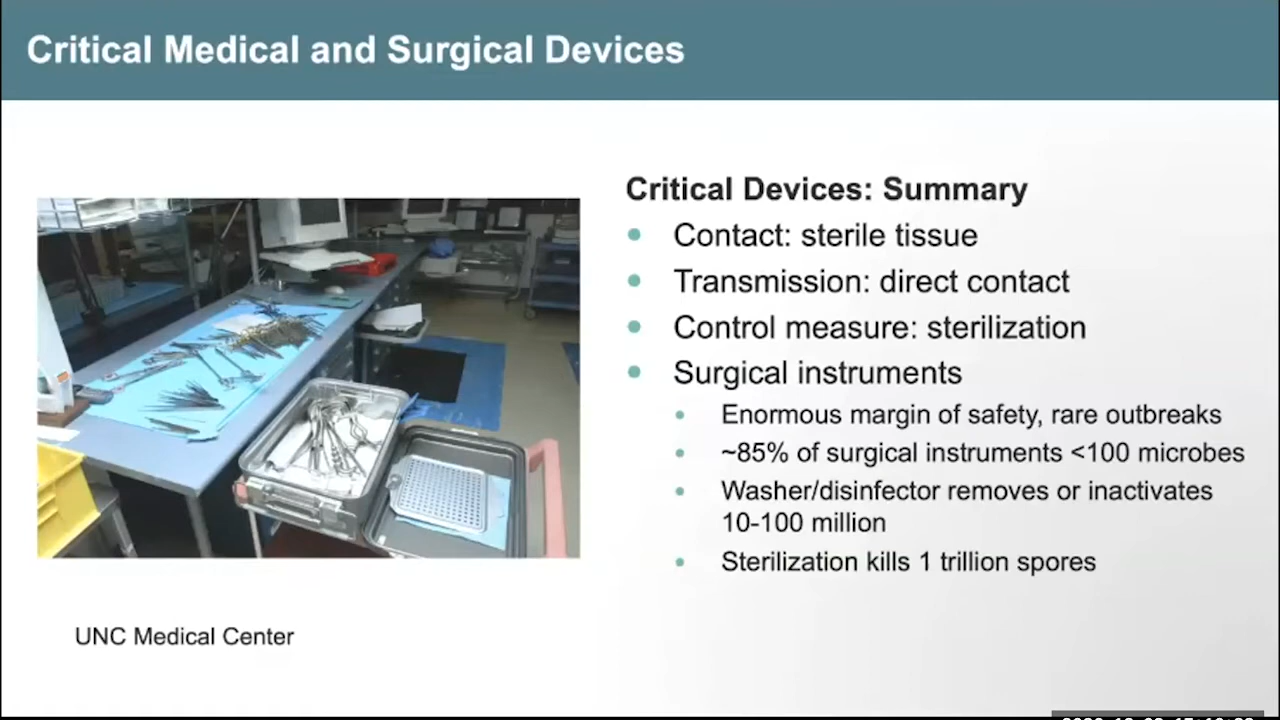 Critical Medical and Surgical Devices
Critical Devices: Summary
Contact: sterile tissue
Transmission: direct contact
Control measure: sterilization
Surgical instruments
Enormous margin of safety, rare outbreaks
~85% of surgical instruments <100 microbes
Washer/disinfector removes or inactivates
10-100 million
Sterilization kills 1 trillion spores
UNC Medical Center